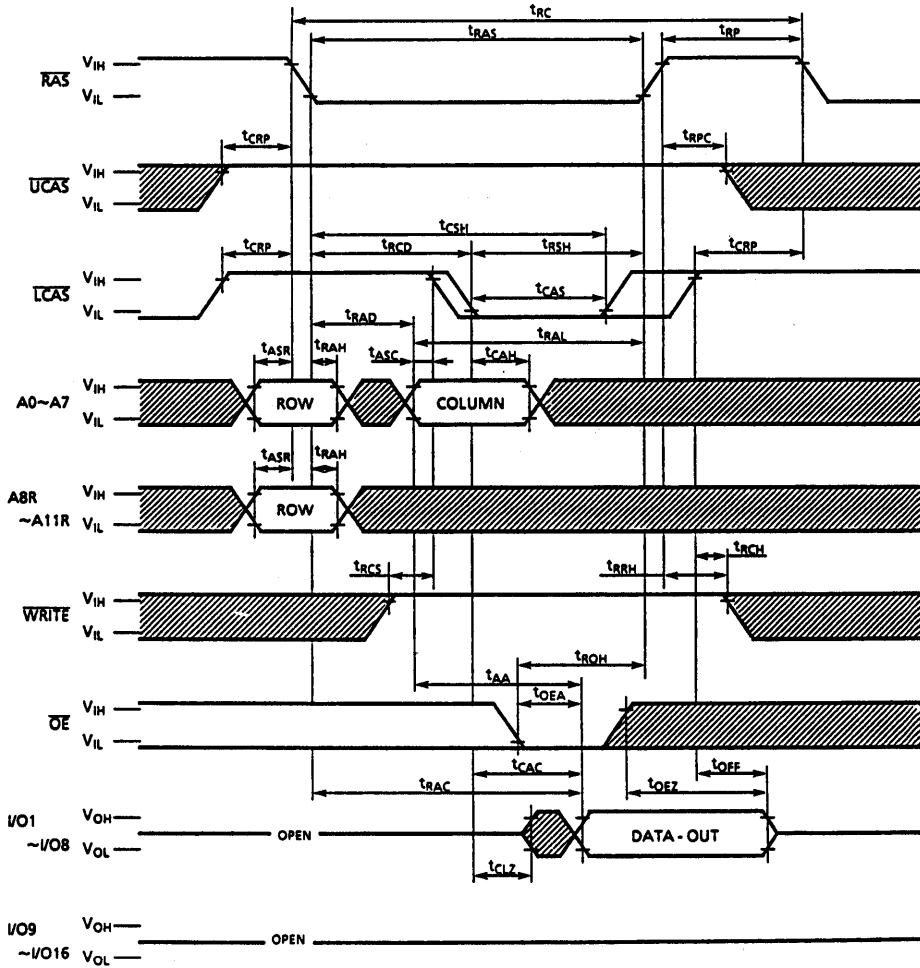 tRC
tRAS tRP
RAS VIH
VIL
tCRP tRPC
UCAS VIH
VIL
tCSH
tCRP tRCD tRSH tCRP
LCAS VIH
VIL
tCAS
tRAD tRAL
tASR tRAH tASC tCAH
A0~A7 VIH
VIL
ROW COLUMN
tASR tRAH
A8R
~A11R
VIH
VIL
ROW
tRCH
tRCS tRRH
WRITE VIH
VIL
tROH
tAA
tOEA
OE VIH
VIL
tCAC tOFF
tRAC tOEZ
I/O1
~I/O8
VOH
VOL
OPEN DATA-OUT
tCLZ
I/O9
~I/O16
VOH
VOL
OPEN